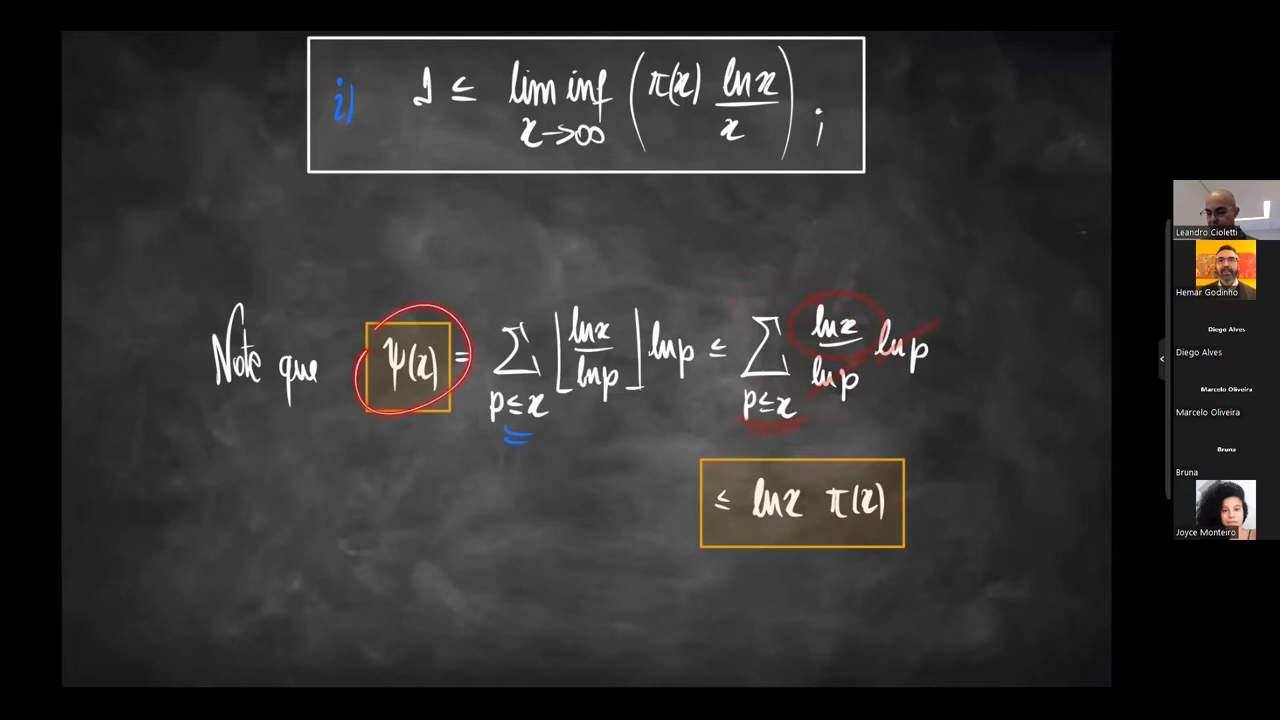 i) 1 ≤ lim inf x→∞ ( π(x) ln x / x ) ;
Note que ψ(x) = ∑ p≤x ⌊ ln x / ln p ⌋ ln p ≤ ∑ p≤x ln x / ln p ln p
≤ ln x π(x)
Leandro Cioletti
Hemar Godinho
Diego Alves
Diego Alves
Marcelo Oliveira
Marcelo Oliveira
Bruna
Bruna
Joyce Monteiro